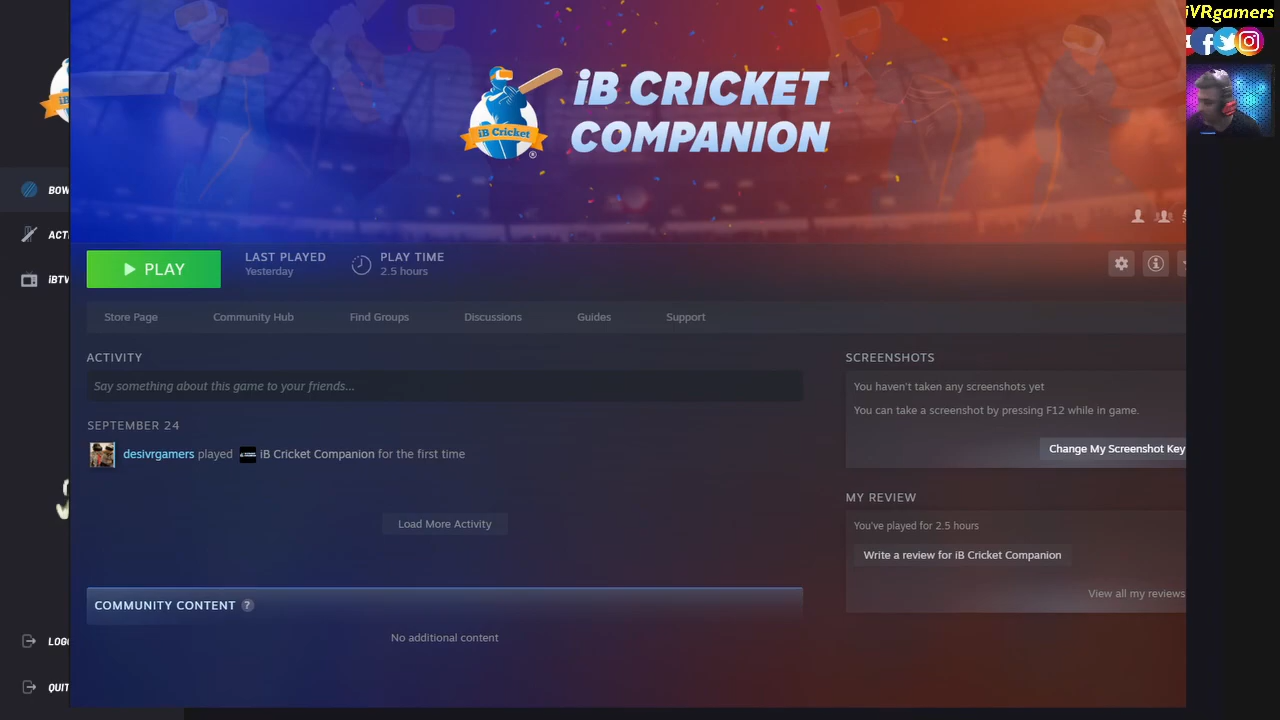 iVRgamers
iB CRICKET
COMPANION
iB Cricket
®
BOW
ACT
iBTV
PLAY
LAST PLAYED
Yesterday
PLAY TIME
2.5 hours
Store Page
Community Hub
Find Groups
Discussions
Guides
Support
ACTIVITY
Say something about this game to your friends...
SEPTEMBER 24
desivrgamers played iB Cricket Companion for the first time
Load More Activity
COMMUNITY CONTENT ?
No additional content
SCREENSHOTS
You haven't taken any screenshots yet
You can take a screenshot by pressing F12 while in game.
Change My Screenshot Key
MY REVIEW
You've played for 2.5 hours
Write a review for iB Cricket Companion
View all my reviews
LOGO
QUIT